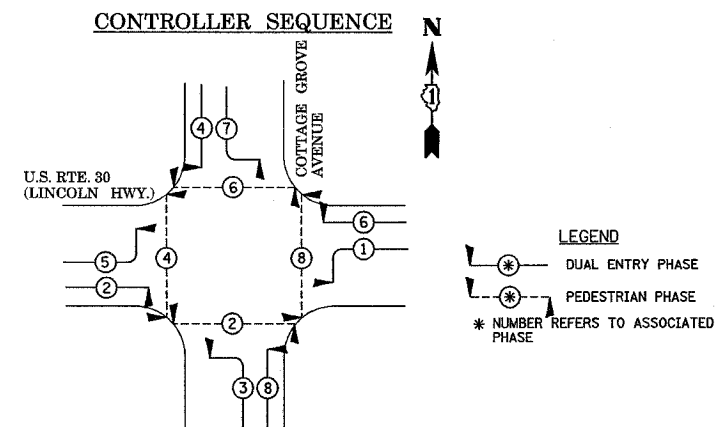 CONTROLLER SEQUENCE
N
1
COTTAGE GROVE
AVENUE
4
7
U.S. RTE. 30
(LINCOLN HWY.)
6
6
1
5
4
8
2
2
3
8
LEGEND
* DUAL ENTRY PHASE
* PEDESTRIAN PHASE
* NUMBER REFERS TO ASSOCIATED
PHASE